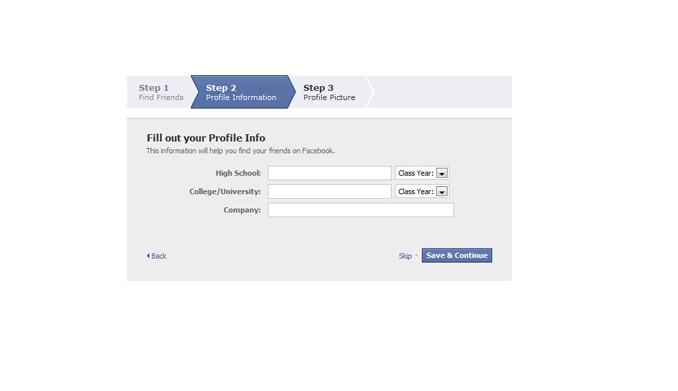 Step 1
Find Friends
Step 2
Profile Information
Step 3
Profile Picture
Fill out your Profile Info
This information will help you find your friends on Facebook.
High School: Class Year:
College/University: Class Year:
Company:
Back Skip · Save & Continue